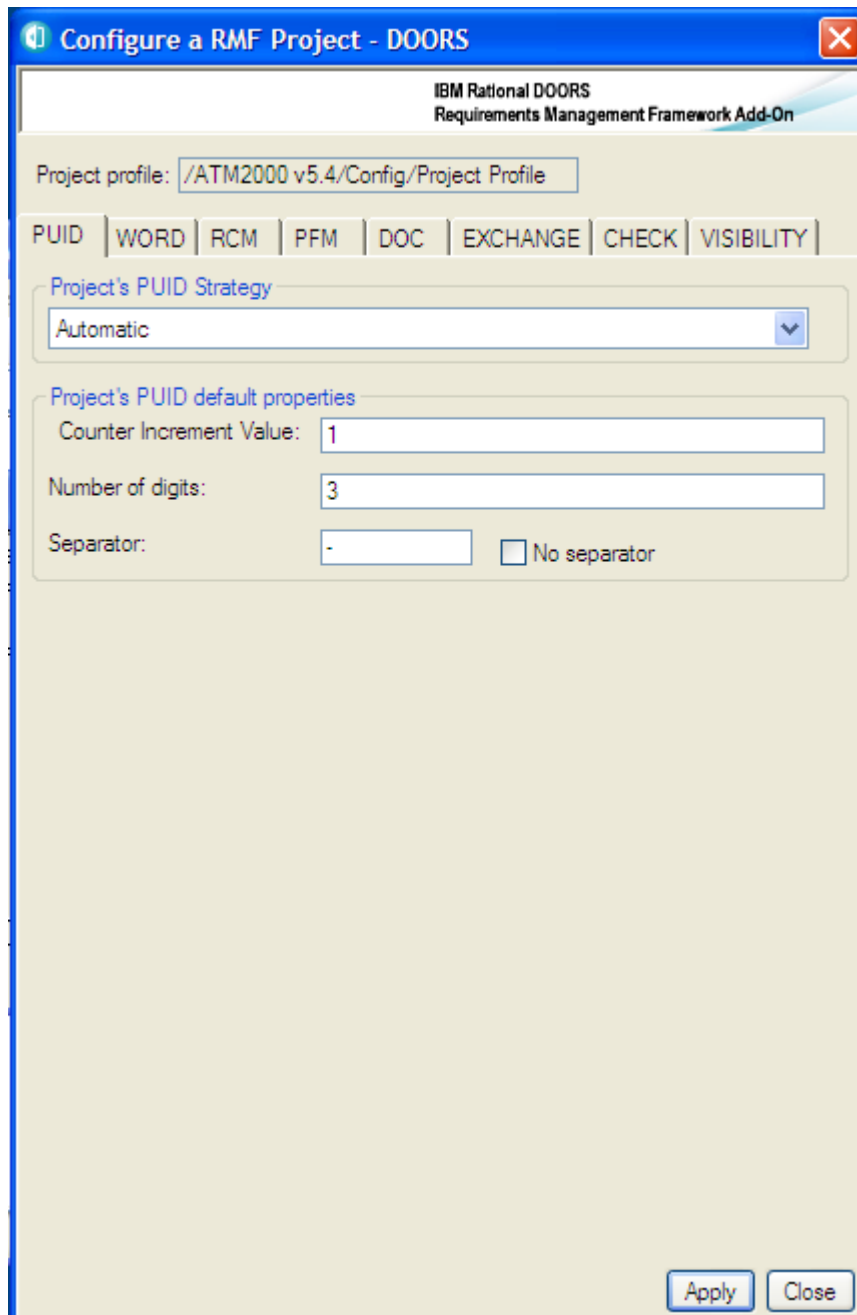 Configure a RMF Project - DOORS
IBM Rational DOORS
Requirements Management Framework Add-On
Project profile: /ATM2000 v5.4/Config/Project Profile
PUID WORD RCM PFM DOC EXCHANGE CHECK VISIBILITY
Project's PUID Strategy
Automatic
Project's PUID default properties
Counter Increment Value: 1
Number of digits: 3
Separator: - No separator
Apply Close